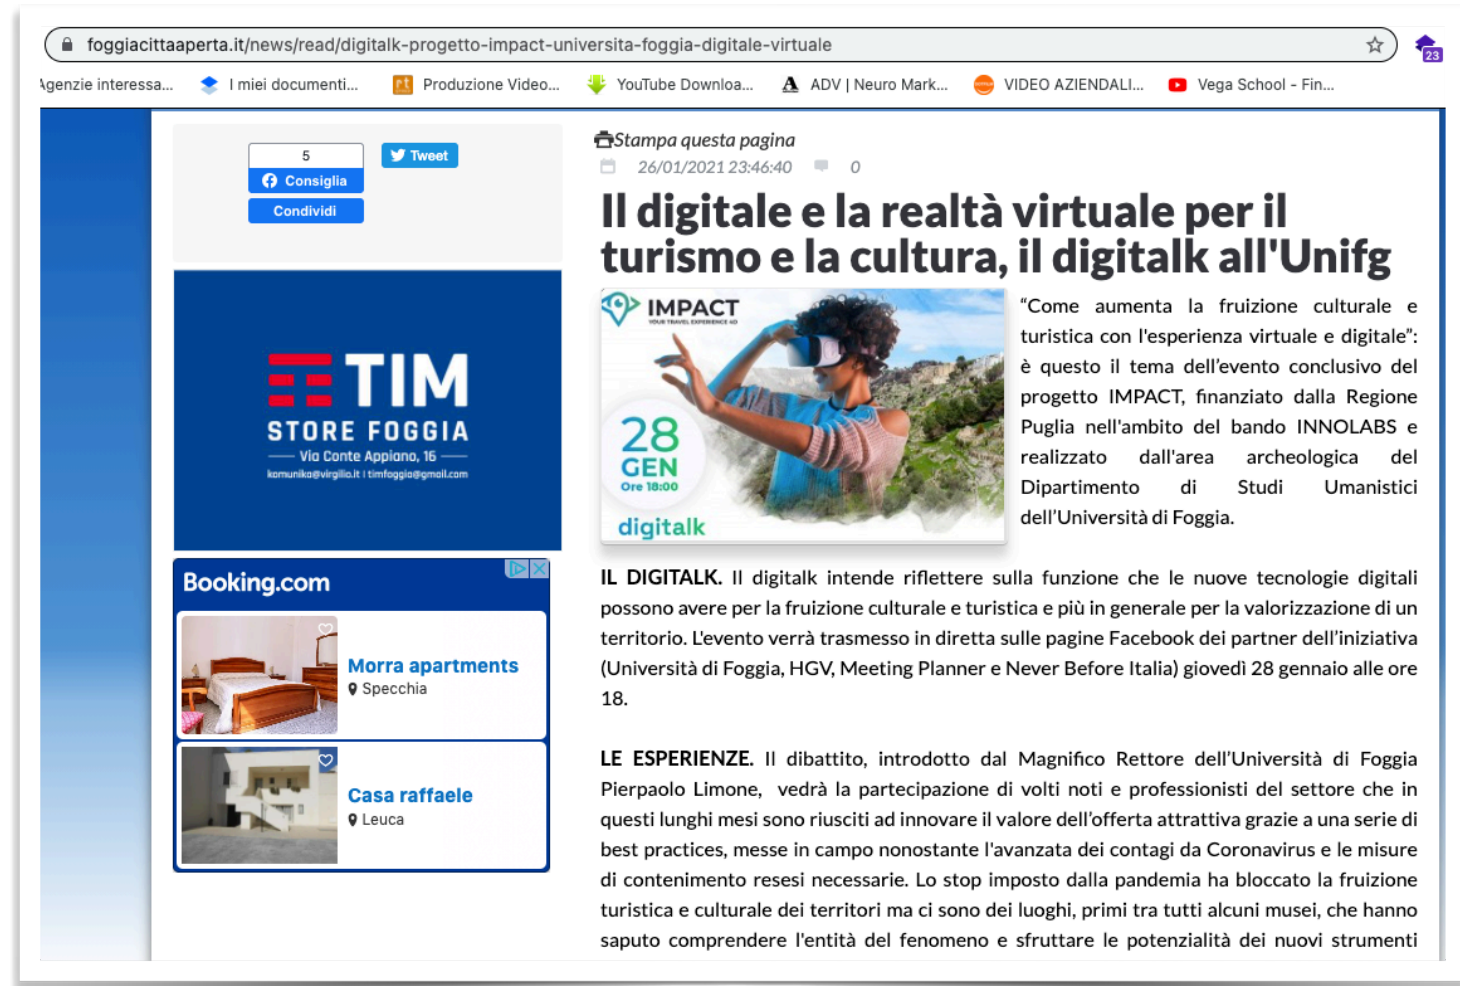 foggiacittaaperta.it/news/read/digitalk-progetto-impact-universita-foggia-digitale-virtuale
23
Agenzie interessa...
I miei documenti...
Produzione Video...
YouTube Downloa...
ADV | Neuro Mark...
VIDEO AZIENDALI...
Vega School - Fin...
5
Consiglia
Condividi
Tweet
TIM
STORE FOGGIA
Via Conte Appiano, 16
komunika@virgilio.it | timfoggia@gmail.com
Booking.com
Morra apartments
Specchia
Casa raffaele
Leuca
Stampa questa pagina
26/01/2021 23:46:40 0
Il digitale e la realtà virtuale per il
turismo e la cultura, il digitalk all'Unifg
IMPACT
YOUR TRAVEL EXPERIENCE 4D
28
GEN
Ore 18:00
digitalk
“Come aumenta la fruizione culturale e
turistica con l'esperienza virtuale e digitale”:
è questo il tema dell’evento conclusivo del
progetto IMPACT, finanziato dalla Regione
Puglia nell'ambito del bando INNOLABS e
realizzato dall'area archeologica del
Dipartimento di Studi Umanistici
dell’Università di Foggia.
IL DIGITALK. Il digitalk intende riflettere sulla funzione che le nuove tecnologie digitali
possono avere per la fruizione culturale e turistica e più in generale per la valorizzazione di un
territorio. L'evento verrà trasmesso in diretta sulle pagine Facebook dei partner dell’iniziativa
(Università di Foggia, HGV, Meeting Planner e Never Before Italia) giovedì 28 gennaio alle ore
18.
LE ESPERIENZE. Il dibattito, introdotto dal Magnifico Rettore dell’Università di Foggia
Pierpaolo Limone, vedrà la partecipazione di volti noti e professionisti del settore che in
questi lunghi mesi sono riusciti ad innovare il valore dell’offerta attrattiva grazie a una serie di
best practices, messe in campo nonostante l'avanzata dei contagi da Coronavirus e le misure
di contenimento resesi necessarie. Lo stop imposto dalla pandemia ha bloccato la fruizione
turistica e culturale dei territori ma ci sono dei luoghi, primi tra tutti alcuni musei, che hanno
saputo comprendere l'entità del fenomeno e sfruttare le potenzialità dei nuovi strumenti